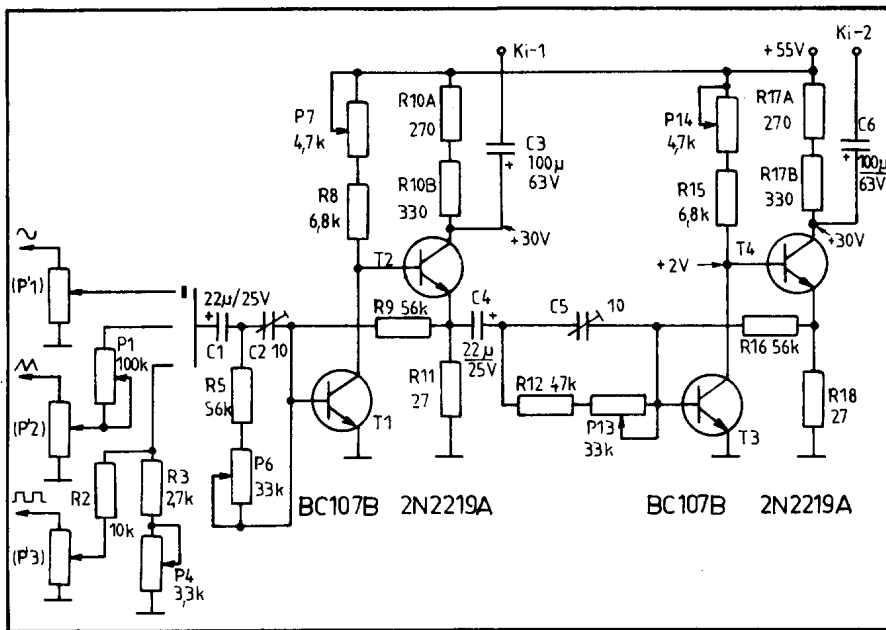 Ki-1
Ki-2
+55V
P7
4,7k
R10A
270
C3
100µ
63V
P14
4,7k
R17A
270
C6
100µ
63V
R8
6,8k
R10B
330
R15
6,8k
R17B
330
+30V
+30V
T2
T4
+2V
(P'1)
22µ/25V
C1
C2
10
R9 56k
C4
22µ
25V
C5
10
R16 56k
P1
100k
R5
56k
R11
27
R12 47k
P13
33k
R18
27
T1
T3
(P'2)
P6
33k
R2
10k
R3
2,7k
BC107B
2N2219A
BC107B
2N2219A
(P'3)
P4
3,3k